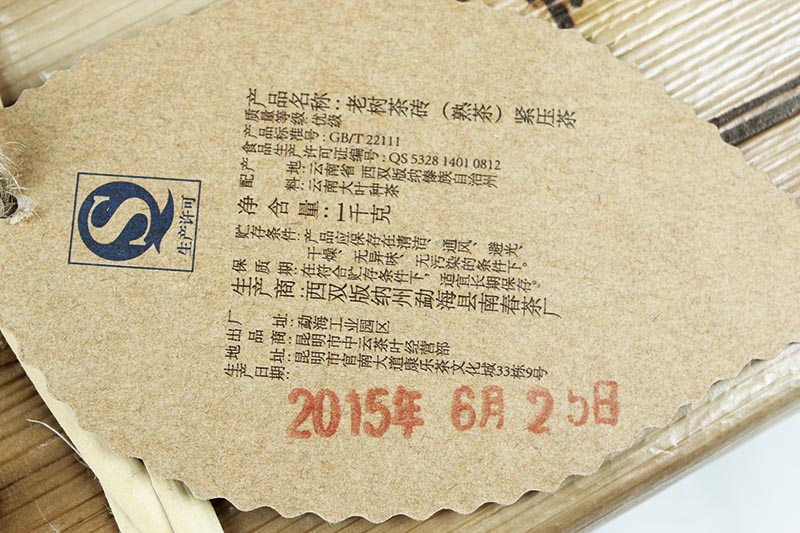 生产许可
产品名称：老树茶砖（熟茶）紧压茶
质量等级：优级
产品标准号：GB/T 22111
食品生产许可证编号：QS 5328 1401 0812
产地：云南省西双版纳傣族自治州
配料：云南大叶种茶
净含量：1千克
贮存条件：产品应保存在清洁、通风、避光、
干燥、无异味、无污染的条件下。
保质期：在符合贮存条件下，适宜长期保存。
生产商：西双版纳州勐海县南春茶厂
地址：勐海工业园区
出品商：昆明市中云茶叶经营部
地址：昆明市官南大道康乐茶文化城33栋9号
生产日期：
2015年 6月 25日